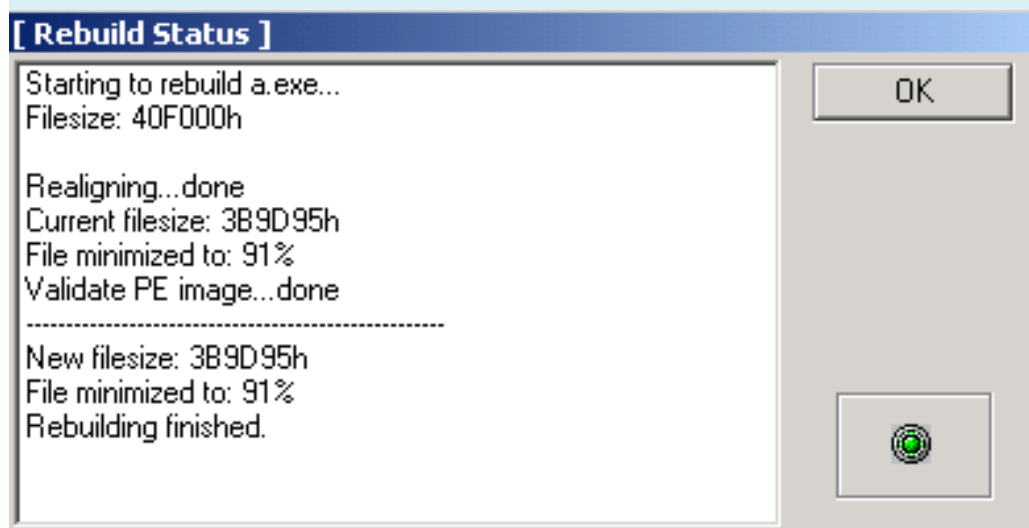 [ Rebuild Status ]
Starting to rebuild a.exe...
Filesize: 40F000h
Realigning...done
Current filesize: 3B9D95h
File minimized to: 91%
Validate PE image...done
----------------------------------------------------
New filesize: 3B9D95h
File minimized to: 91%
Rebuilding finished.
OK